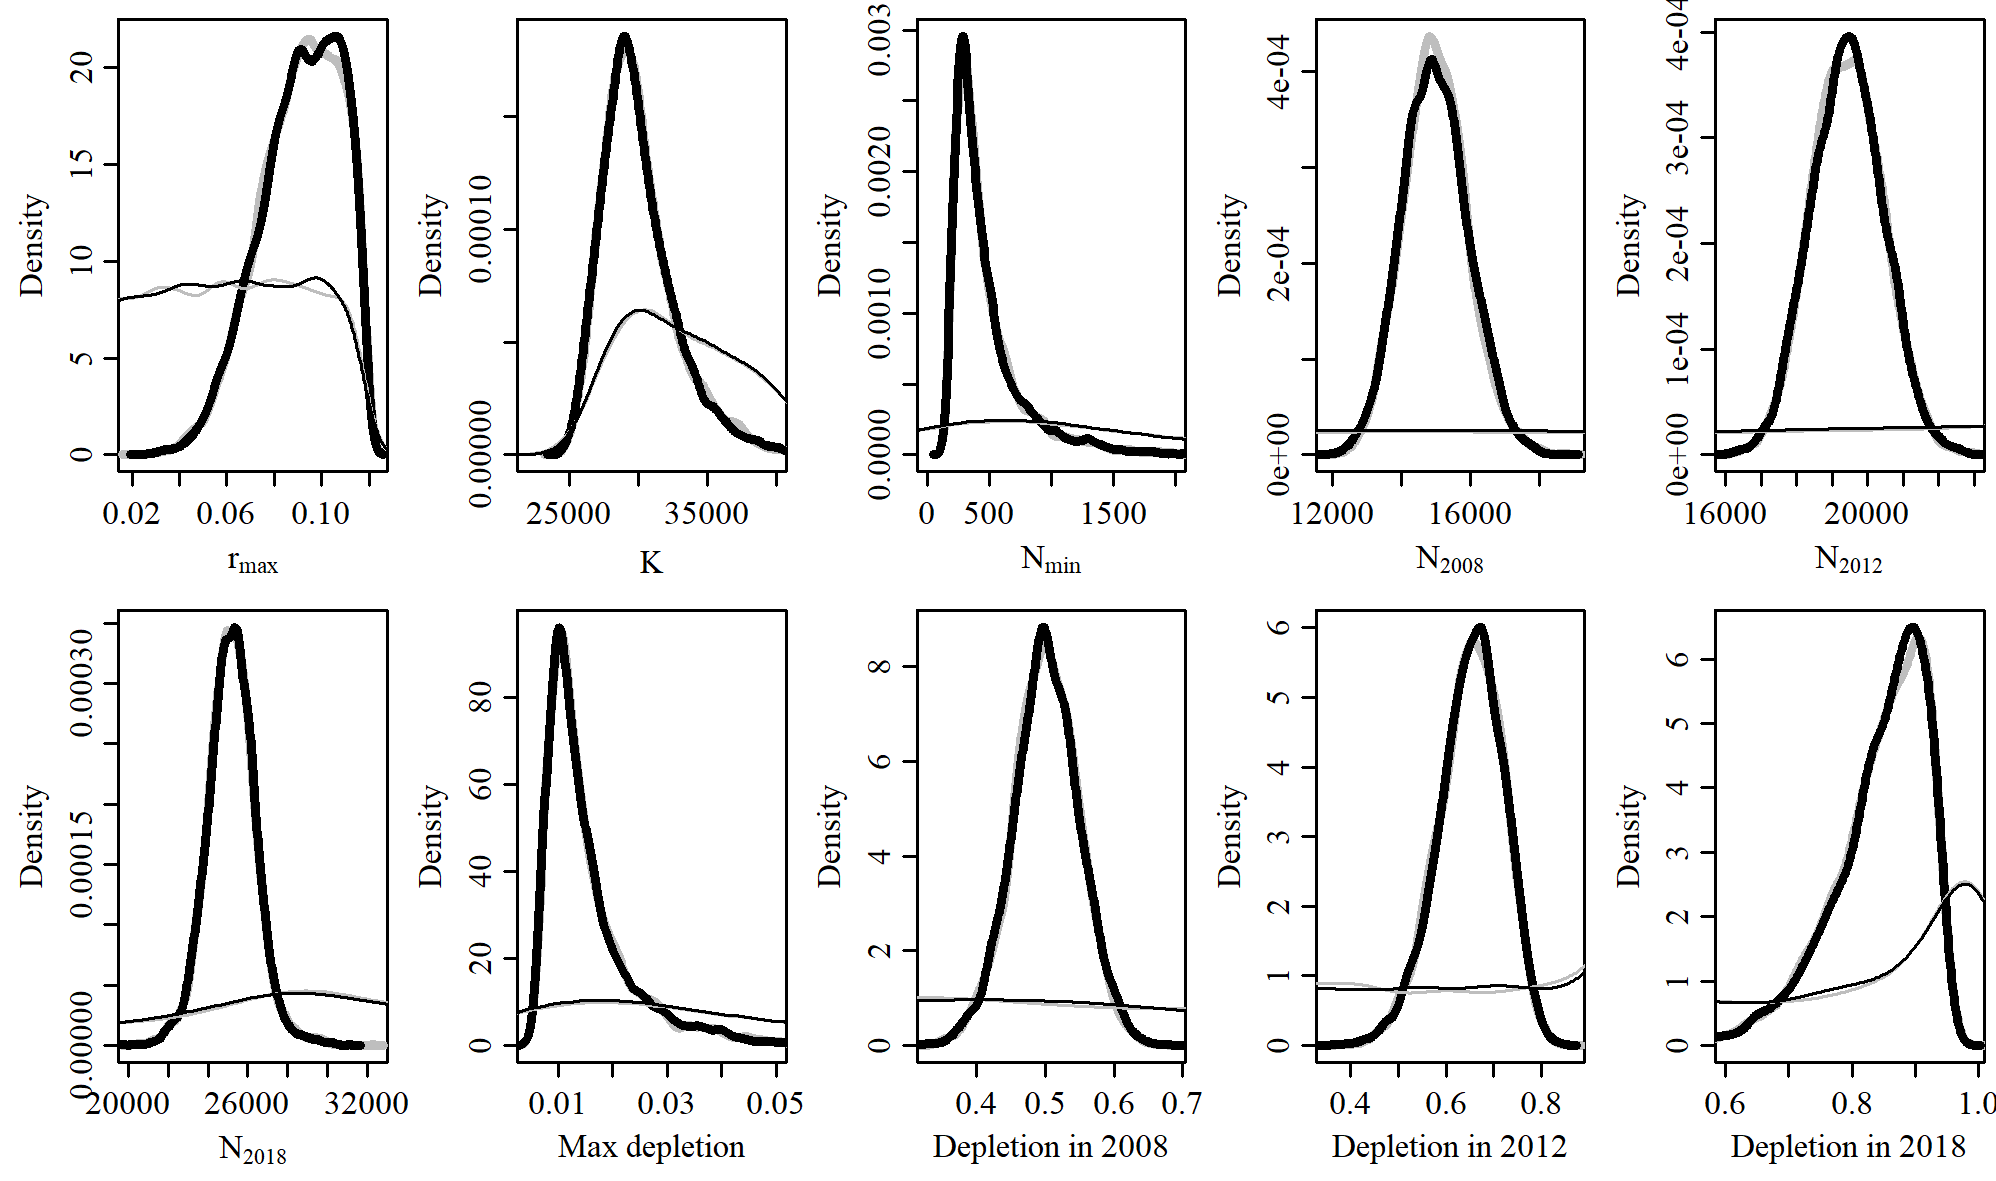 Density
0 5 10 15 20
0.02 0.06 0.10
r_max
Density
0.00000 0.00010
25000 35000
K
Density
0.0000 0.0010 0.0020 0.003
0 500 1500
N_min
Density
0e+00 2e-04 4e-04
12000 16000
N_2008
Density
0e+00 1e-04 2e-04 3e-04 4e-04
16000 20000
N_2012
Density
0.00000 0.00015 0.00030
20000 26000 32000
N_2018
Density
0 20 40 60 80
0.01 0.03 0.05
Max depletion
Density
0 2 4 6 8
0.4 0.5 0.6 0.7
Depletion in 2008
Density
0 1 2 3 4 5 6
0.4 0.6 0.8
Depletion in 2012
Density
0 1 2 3 4 5 6
0.6 0.8 1.0
Depletion in 2018